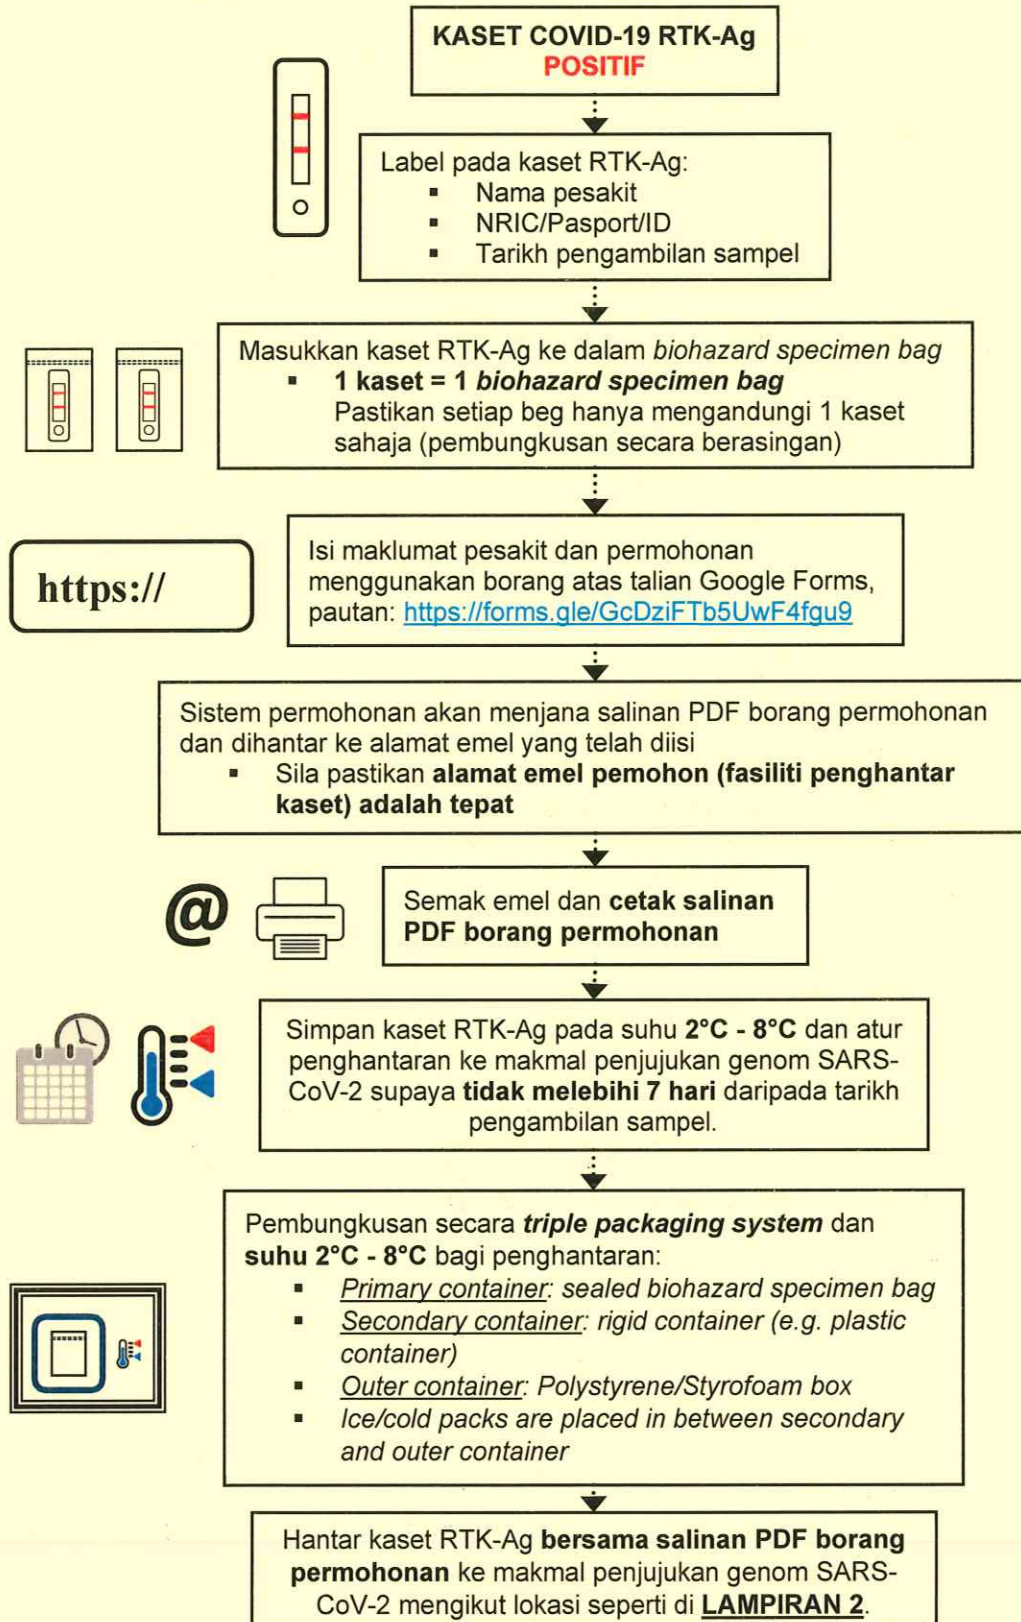 KASET COVID-19 RTK-Ag
POSITIF
Label pada kaset RTK-Ag:
▪ Nama pesakit
▪ NRIC/Pasport/ID
▪ Tarikh pengambilan sampel
Masukkan kaset RTK-Ag ke dalam biohazard specimen bag
▪ 1 kaset = 1 biohazard specimen bag
Pastikan setiap beg hanya mengandungi 1 kaset
sahaja (pembungkusan secara berasingan)
https://
Isi maklumat pesakit dan permohonan
menggunakan borang atas talian Google Forms,
pautan: https://forms.gle/GcDziFTb5UwF4fgu9
Sistem permohonan akan menjana salinan PDF borang permohonan
dan dihantar ke alamat emel yang telah diisi
▪ Sila pastikan alamat emel pemohon (fasiliti penghantar
kaset) adalah tepat
@
Semak emel dan cetak salinan
PDF borang permohonan
Simpan kaset RTK-Ag pada suhu 2°C - 8°C dan atur
penghantaran ke makmal penjujukan genom SARS-
CoV-2 supaya tidak melebihi 7 hari daripada tarikh
pengambilan sampel.
Pembungkusan secara triple packaging system dan
suhu 2°C - 8°C bagi penghantaran:
▪ Primary container: sealed biohazard specimen bag
▪ Secondary container: rigid container (e.g. plastic
container)
▪ Outer container: Polystyrene/Styrofoam box
▪ Ice/cold packs are placed in between secondary
and outer container
Hantar kaset RTK-Ag bersama salinan PDF borang
permohonan ke makmal penjujukan genom SARS-
CoV-2 mengikut lokasi seperti di LAMPIRAN 2.